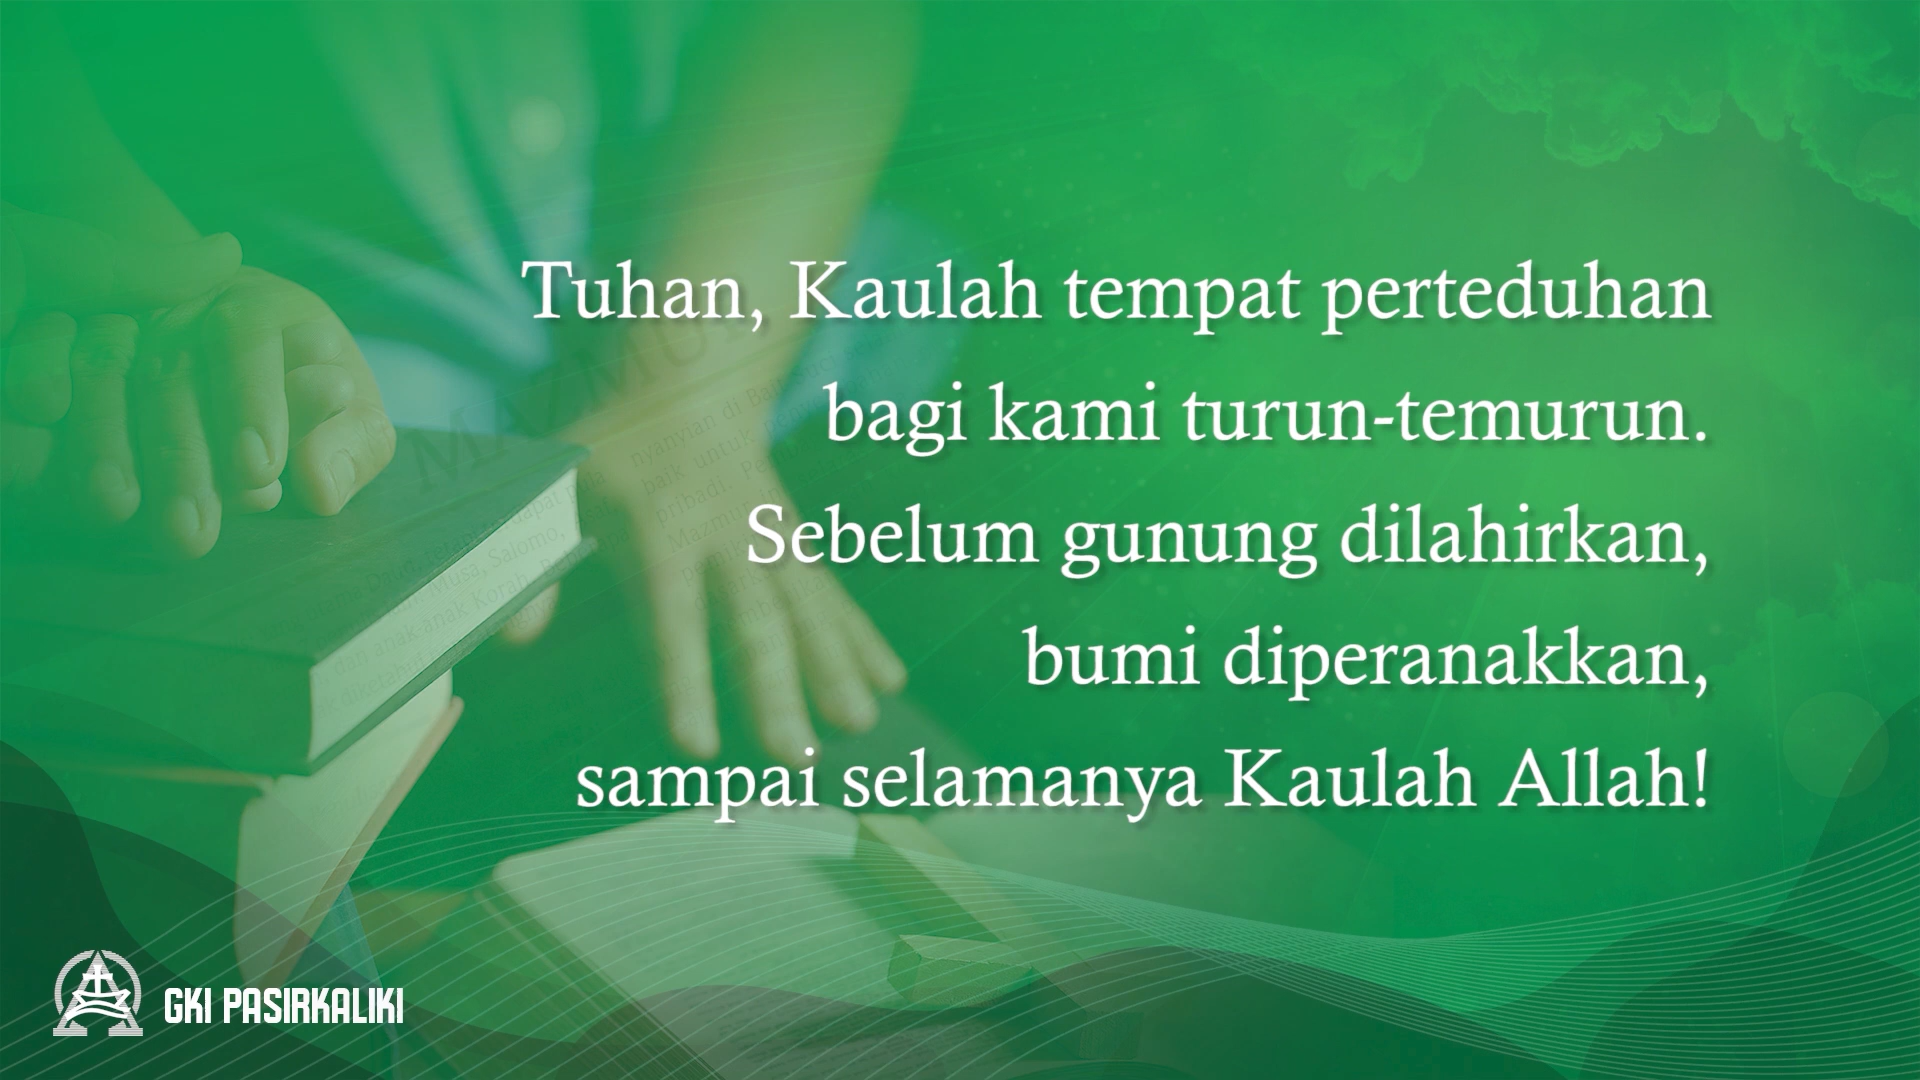 Tuhan, Kaulah tempat perteduhan
bagi kami turun-temurun.
Sebelum gunung dilahirkan,
bumi diperanakkan,
sampai selamanya Kaulah Allah!
GKI PASIRKALIKI